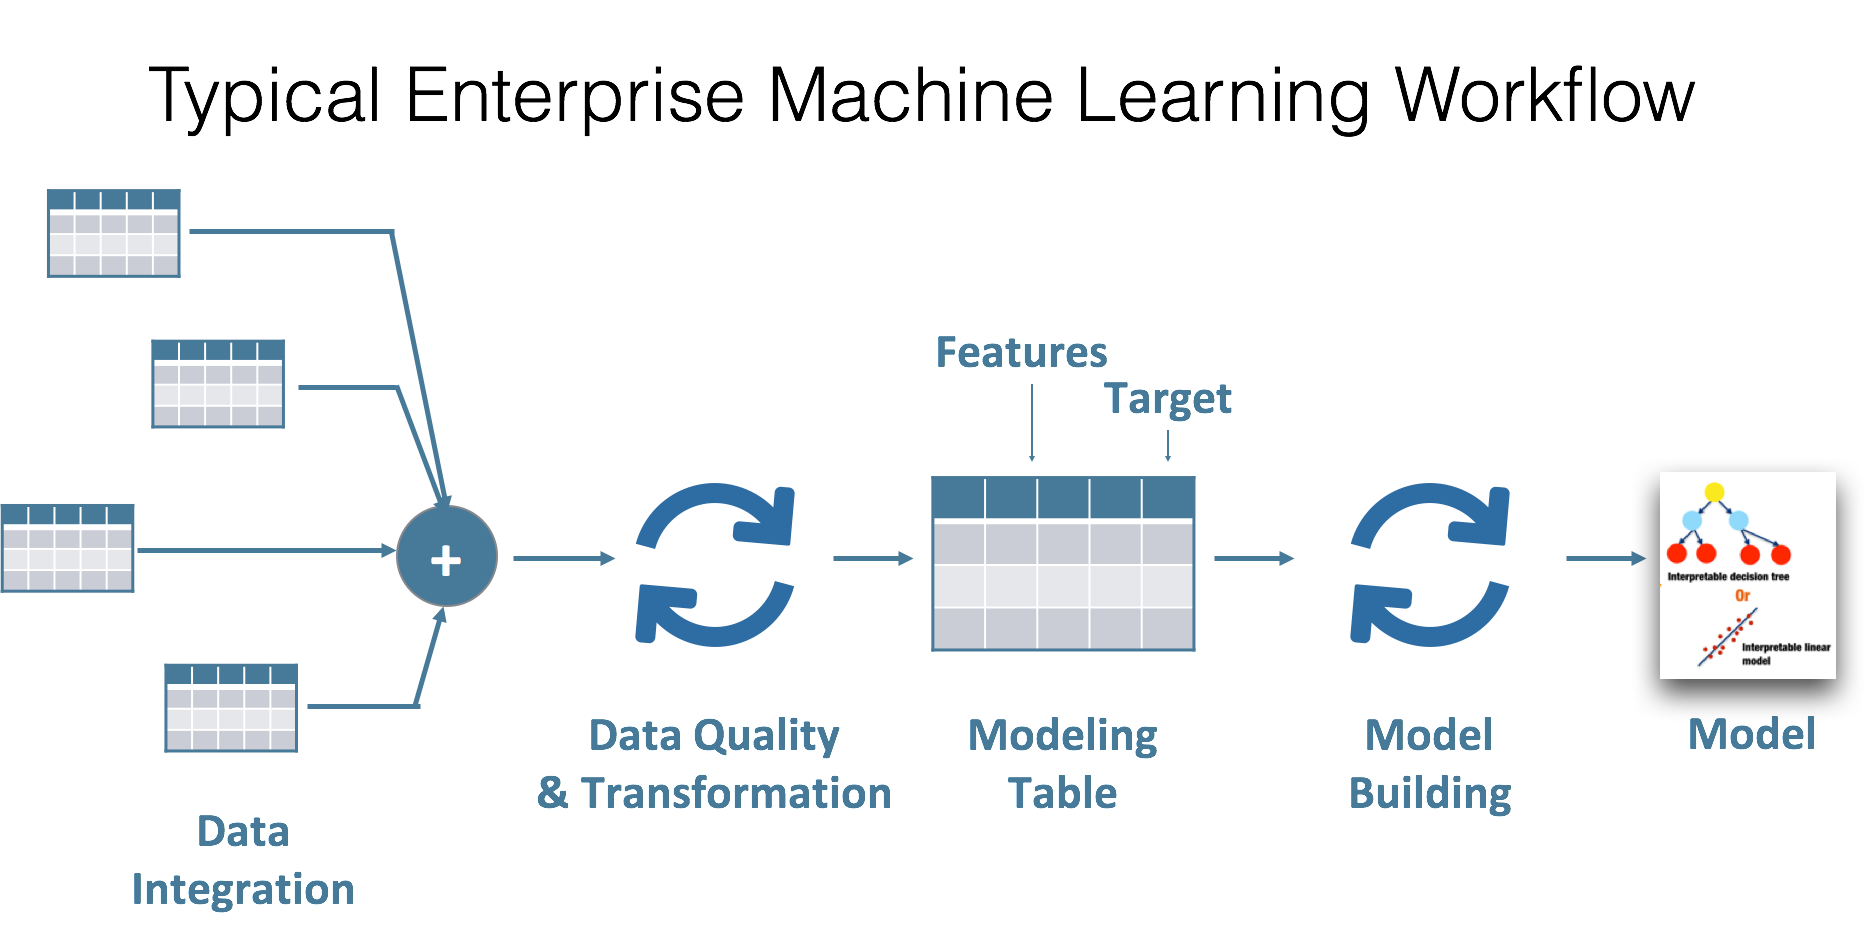 Typical Enterprise Machine Learning Workflow
Features
Target
+
Interpretable decision tree
Or
Interpretable linear
model
Data Quality
& Transformation
Modeling
Table
Model
Building
Model
Data
Integration